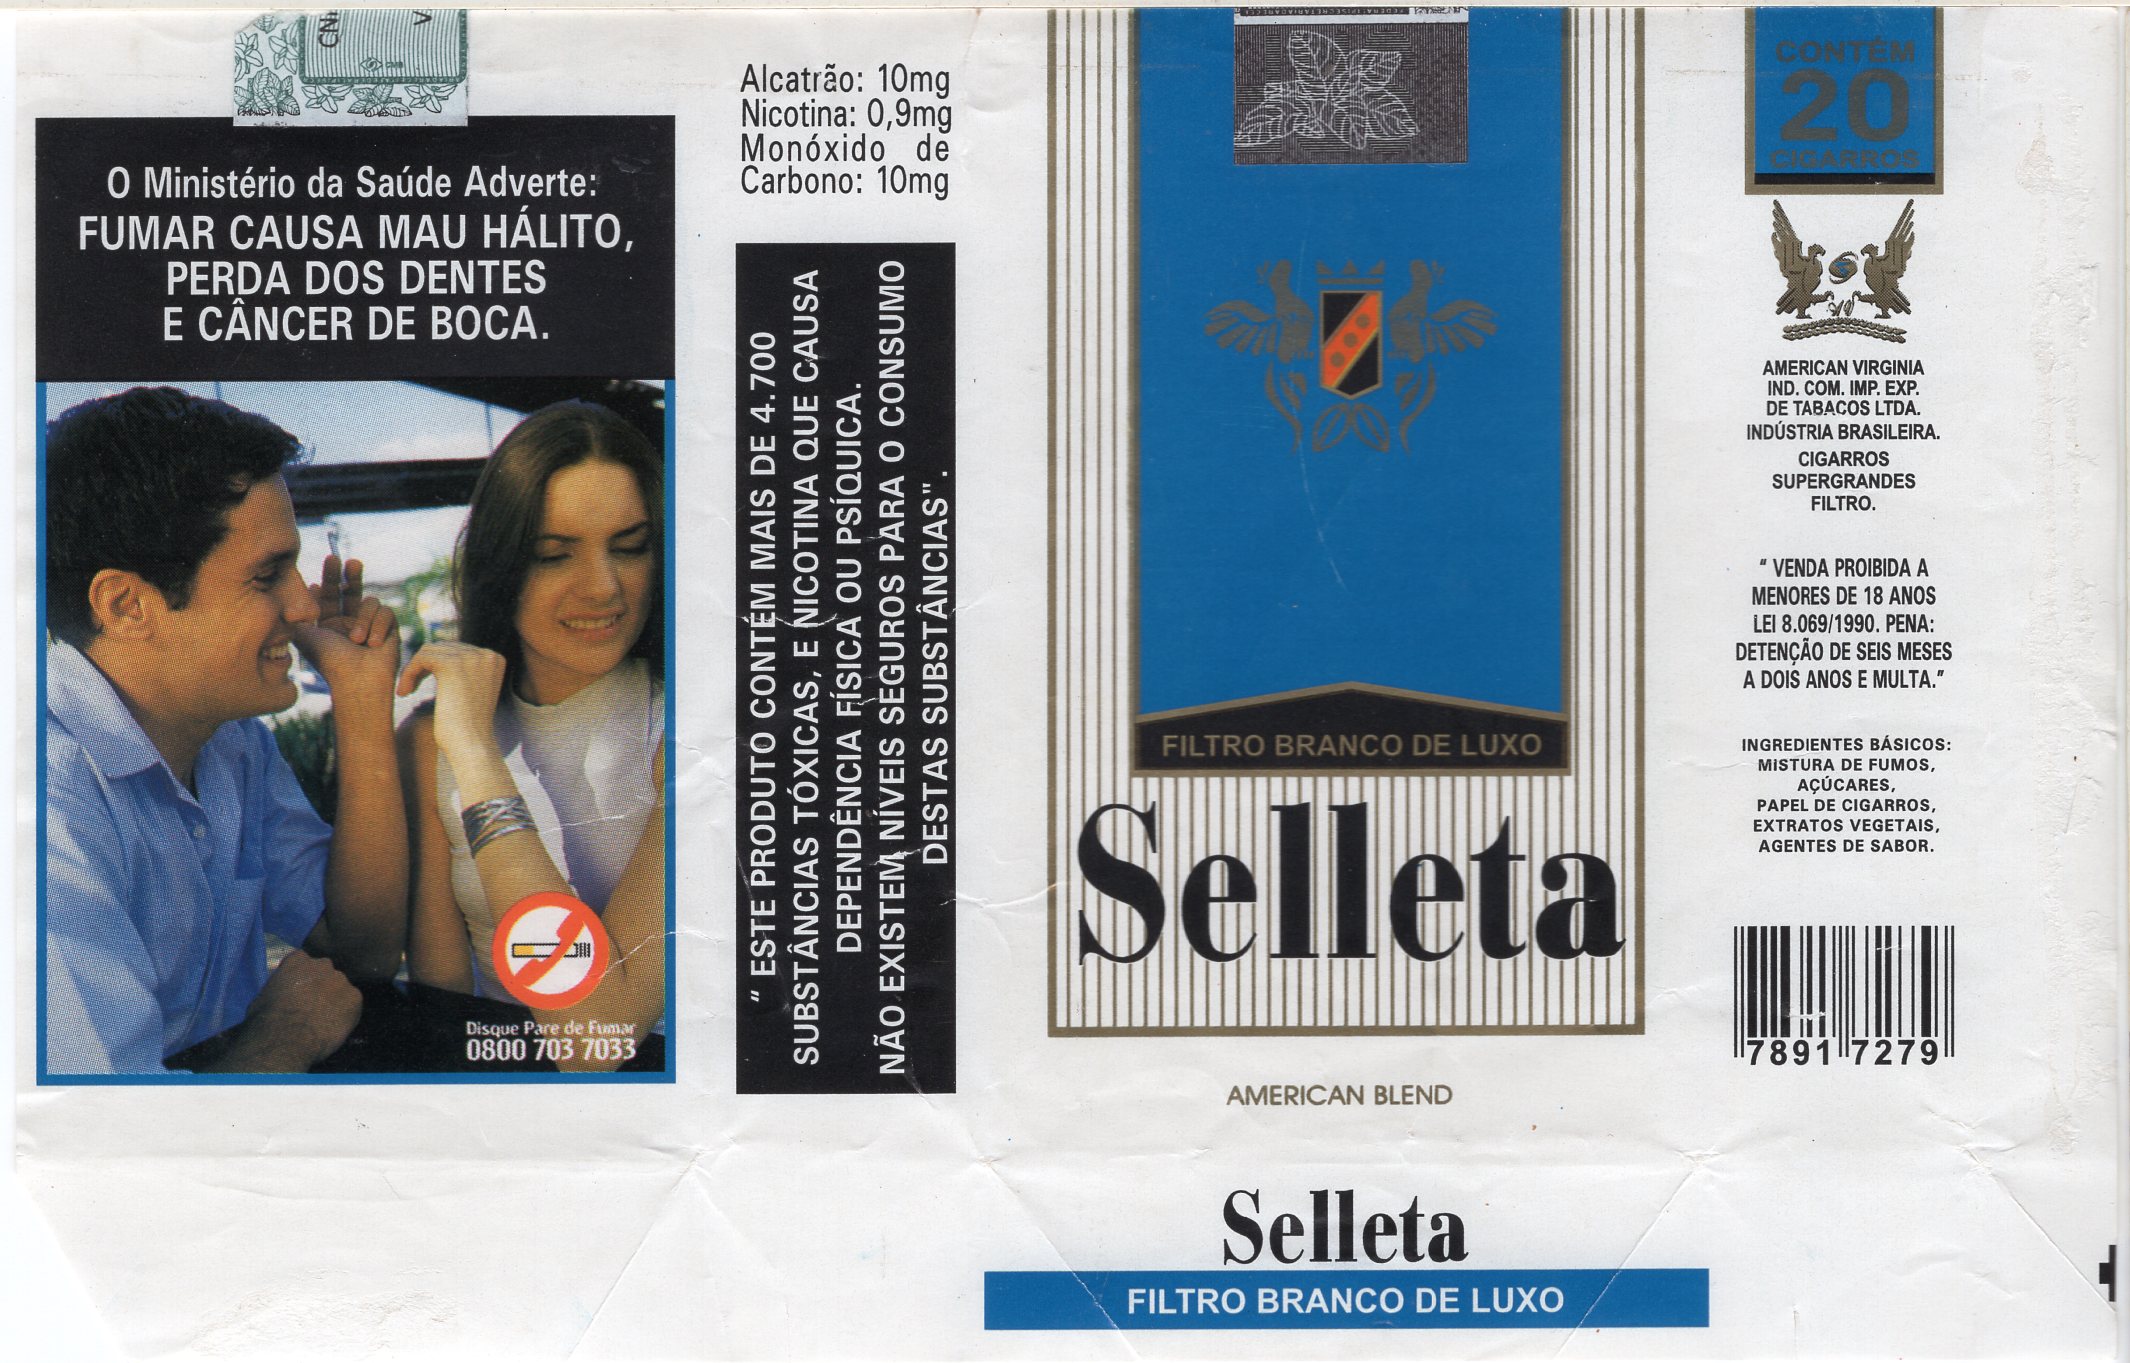 O Ministério da Saúde Adverte:
FUMAR CAUSA MAU HÁLITO,
PERDA DOS DENTES
E CÂNCER DE BOCA.
Disque Pare de Fumar
0800 703 7033
Alcatrão: 10mg
Nicotina: 0,9mg
Monóxido de
Carbono: 10mg
" ESTE PRODUTO CONTÉM MAIS DE 4.700
SUBSTÂNCIAS TÓXICAS, E NICOTINA QUE CAUSA
DEPENDÊNCIA FÍSICA OU PSÍQUICA.
NÃO EXISTEM NÍVEIS SEGUROS PARA O CONSUMO
DESTAS SUBSTÂNCIAS".
FILTRO BRANCO DE LUXO
Selleta
AMERICAN BLEND
Selleta
FILTRO BRANCO DE LUXO
CONTÉM
20
CIGARROS
AMERICAN VIRGINIA
IND. COM. IMP. EXP.
DE TABACOS LTDA.
INDÚSTRIA BRASILEIRA.
CIGARROS
SUPERGRANDES
FILTRO.
" VENDA PROIBIDA A
MENORES DE 18 ANOS
LEI 8.069/1990. PENA:
DETENÇÃO DE SEIS MESES
A DOIS ANOS E MULTA."
INGREDIENTES BÁSICOS:
MISTURA DE FUMOS,
AÇÚCARES,
PAPEL DE CIGARROS,
EXTRATOS VEGETAIS,
AGENTES DE SABOR.
7891 7279